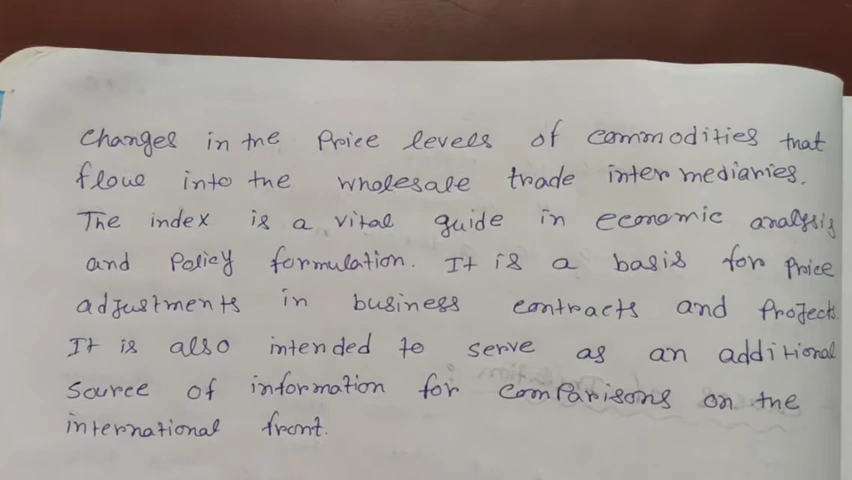 changes in the Price levels of commodities that
flow into the wholesale trade intermediaries.
The index is a vital guide in economic analysis
and Policy formulation. It is a basis for Price
adjustments in business contracts and Projects.
It is also intended to serve as an additional
source of information for comparisons on the
international front.